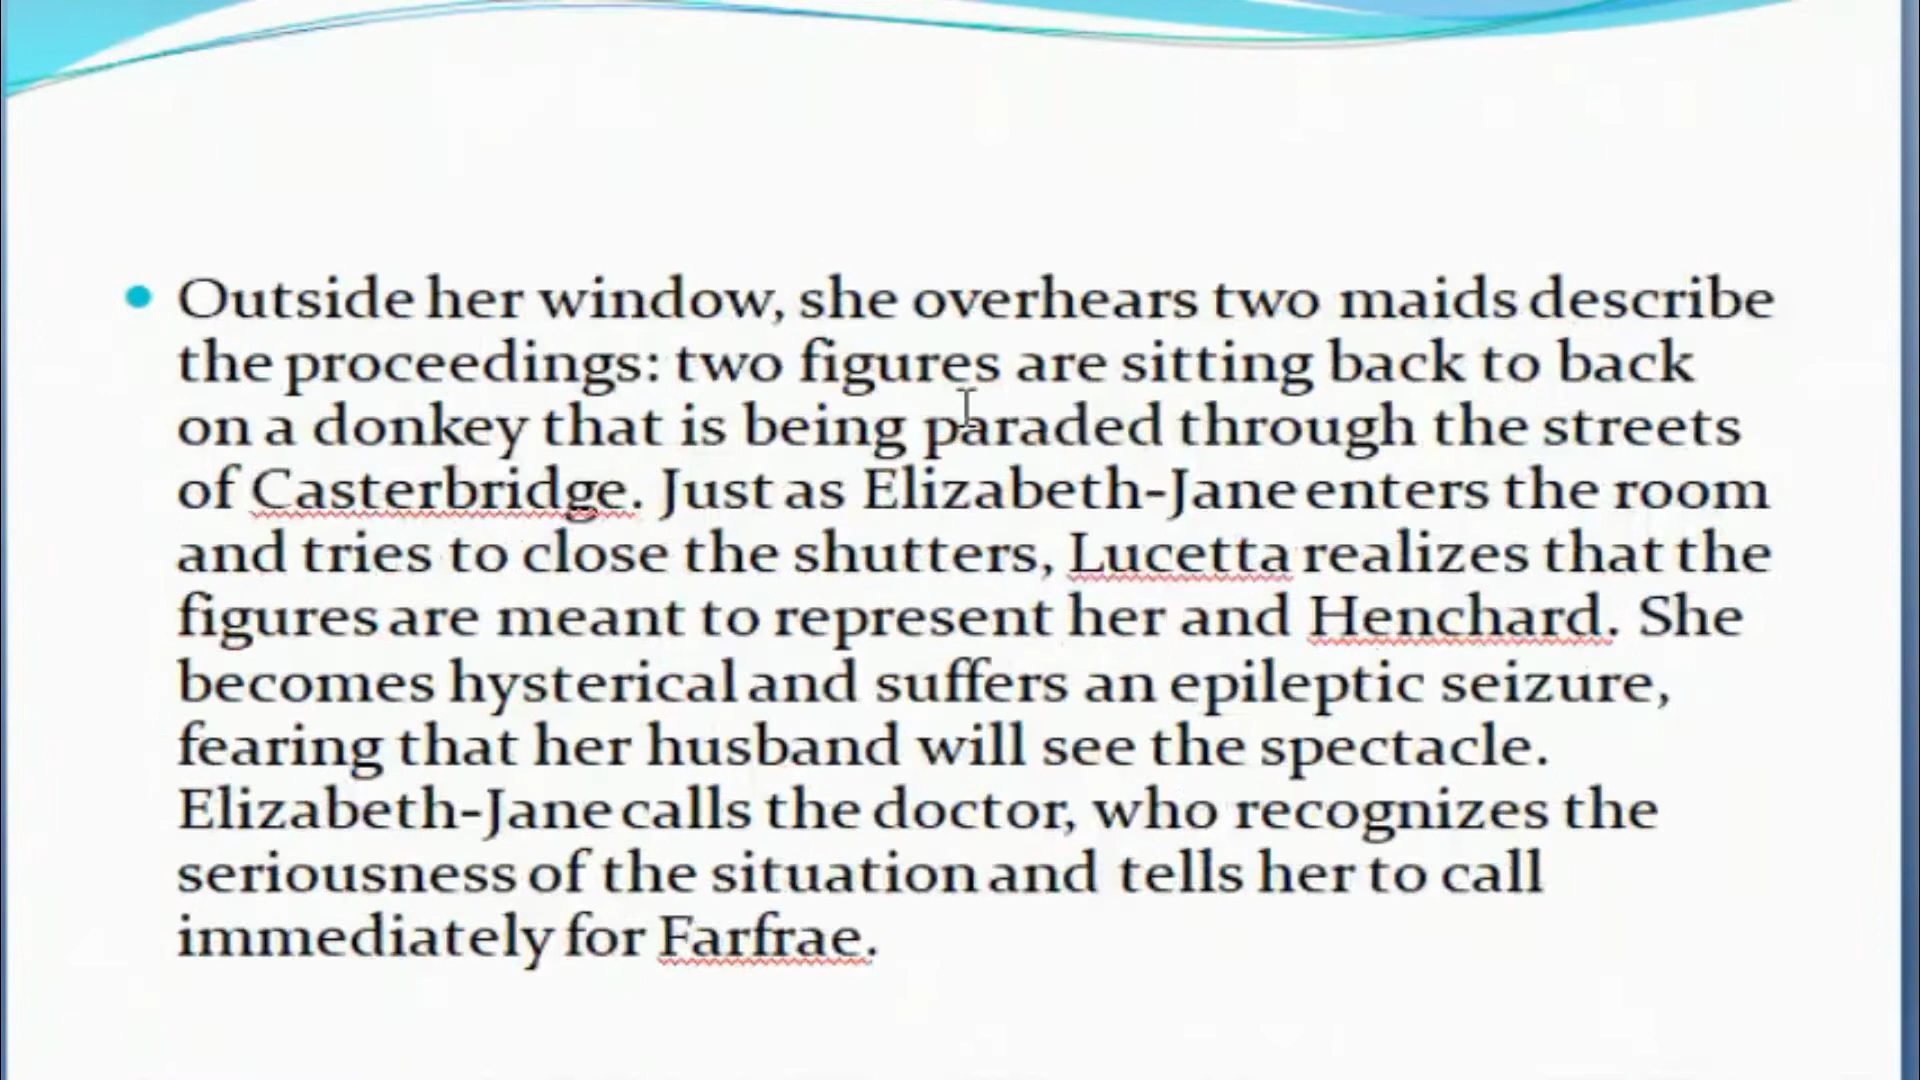 • Outside her window, she overhears two maids describe
the proceedings: two figures are sitting back to back
on a donkey that is being paraded through the streets
of Casterbridge. Just as Elizabeth-Jane enters the room
and tries to close the shutters, Lucetta realizes that the
figures are meant to represent her and Henchard. She
becomes hysterical and suffers an epileptic seizure,
fearing that her husband will see the spectacle.
Elizabeth-Jane calls the doctor, who recognizes the
seriousness of the situation and tells her to call
immediately for Farfrae.